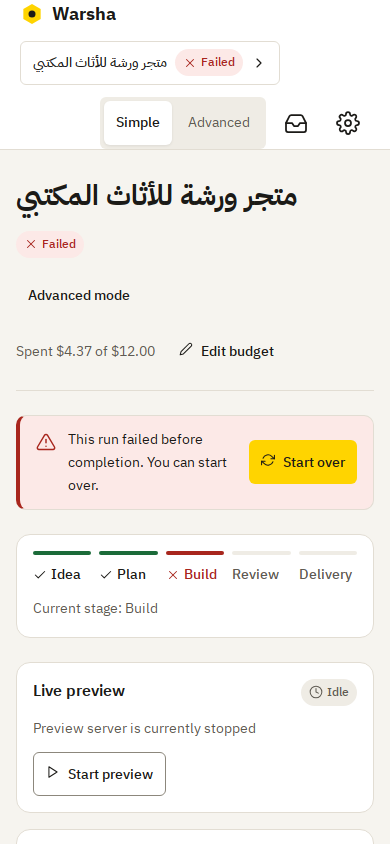 Warsha
متجر ورشة للأثاث المكتبي
Failed
Simple
Advanced
متجر ورشة للأثاث المكتبي
Failed
Advanced mode
Spent $4.37 of $12.00
Edit budget
This run failed before
completion. You can start
over.
Start over
Idea
Plan
Build
Review
Delivery
Current stage: Build
Live preview
Idle
Preview server is currently stopped
Start preview